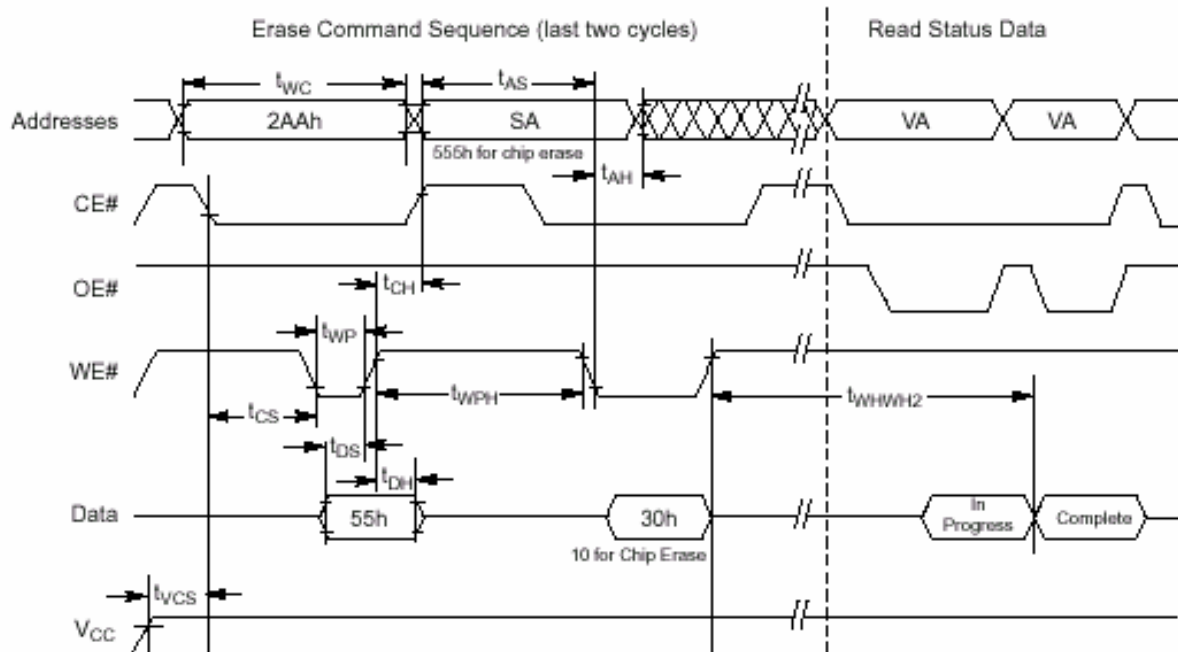 Erase Command Sequence (last two cycles) Read Status Data
tWC tAS
Addresses 2AAh SA VA VA
555h for chip erase
tAH
CE#
OE#
tCH
tWP
WE#
tWPH tWHWH2
tCS
tDS
tDH
Data 55h 30h In Progress Complete
10 for Chip Erase
tVCS
VCC